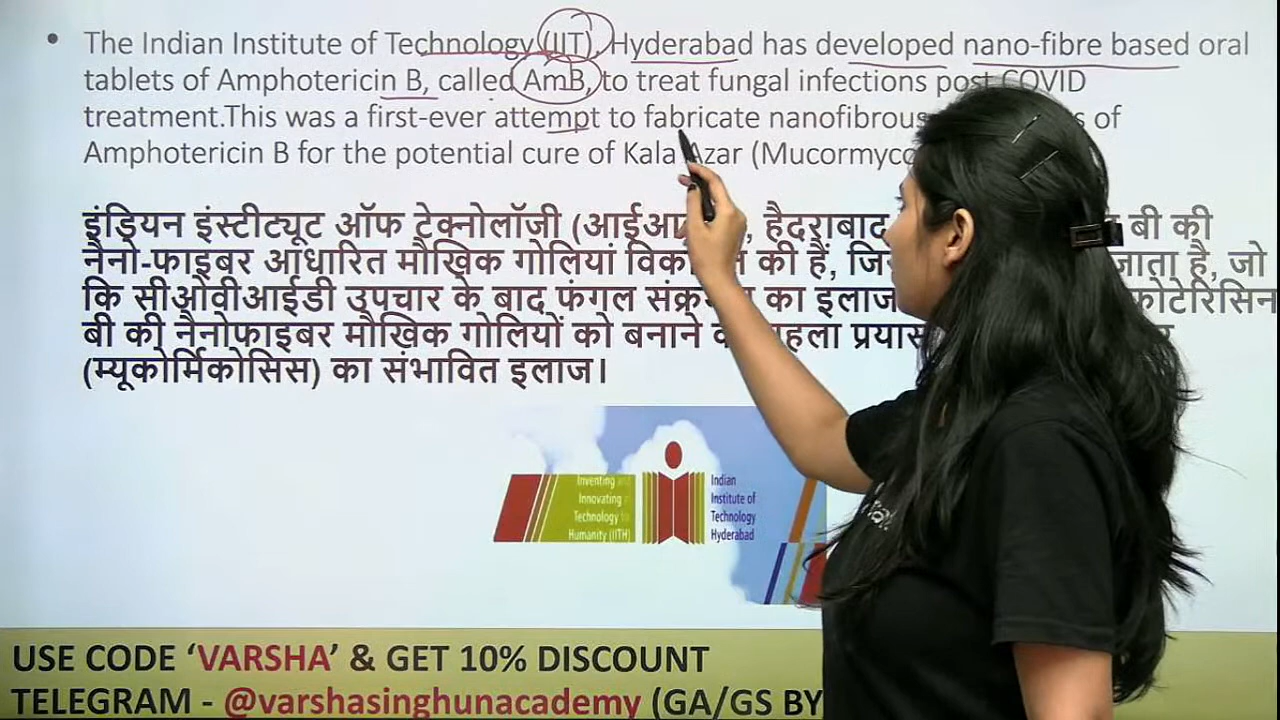 The Indian Institute of Technology (IIT), Hyderabad has developed nano-fibre based oral
tablets of Amphotericin B, called AmB, to treat fungal infections post COVID
treatment.This was a first-ever attempt to fabricate nanofibrous of
Amphotericin B for the potential cure of Kala Azar
इंडियन इंस्टीट्यूट ऑफ टेक्नोलॉजी हैदराबाद बी की
नैनो-फाइबर आधारित मौखिक गोलियां की हैं, जाता है, जो
कि सीओवीआईडी उपचार के बाद फंगल का इलाज
बी की नैनोफाइबर मौखिक गोलियों को बनाने प्रयास
(म्यूकोर्मिकोसिस) का संभावित इलाज।
Inventing and
Innovating
Technology
Humanity (IITH)
Indian
Institute of
Technology
Hyderabad
USE CODE ‘VARSHA’ & GET 10% DISCOUNT
TELEGRAM - @varshasinghunacademy (GA/GS BY